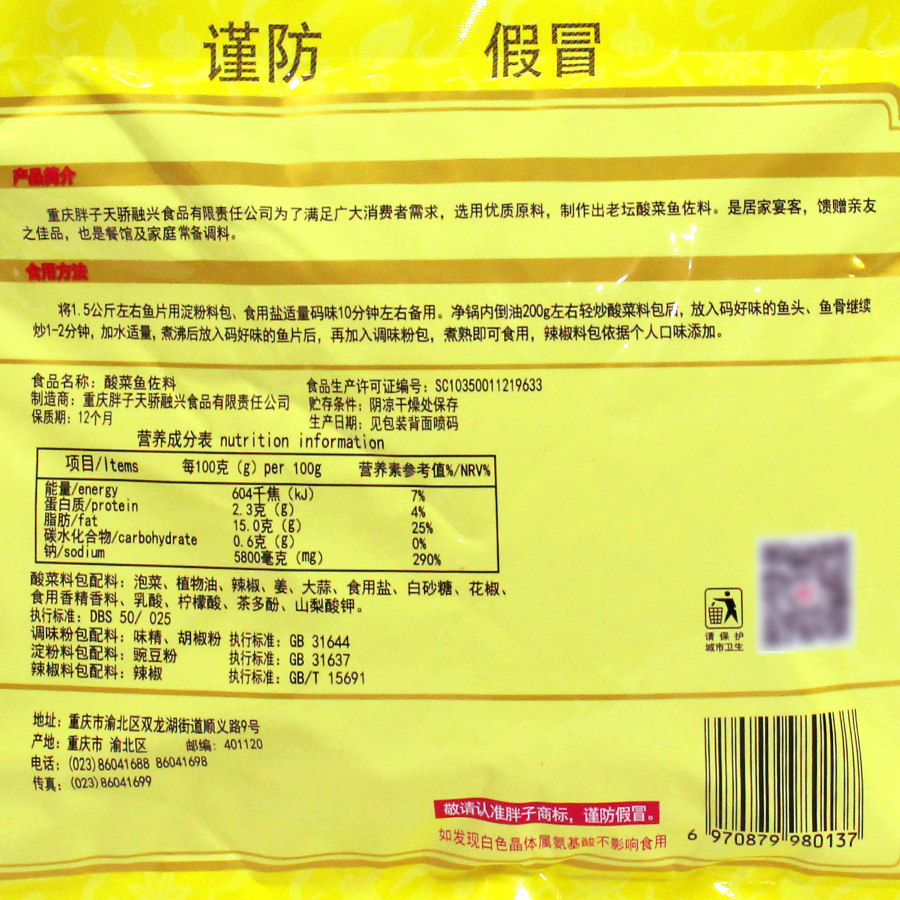 谨防 假冒
产品简介
重庆胖子天骄融兴食品有限责任公司为了满足广大消费者需求，选用优质原料，制作出老坛酸菜鱼佐料。是居家宴客，馈赠亲友
之佳品，也是餐馆及家庭常备调料。
食用方法
将1.5公斤左右鱼片用淀粉料包、食用盐适量码味10分钟左右备用。净锅内倒油200g左右轻炒酸菜料包后，放入码好味的鱼头、鱼骨继续
炒1-2分钟，加水适量，煮沸后放入码好味的鱼片后，再加入调味粉包，煮熟即可食用，辣椒料包依据个人口味添加。
食品名称：酸菜鱼佐料 食品生产许可证编号：SC10350011219633
制造商：重庆胖子天骄融兴食品有限责任公司 贮存条件：阴凉干燥处保存
保质期：12个月 生产日期：见包装背面喷码
营养成分表 nutrition information
项目/Items 每100克（g）per 100g 营养素参考值%/NRV%
能量/energy 604千焦（kJ） 7%
蛋白质/protein 2.3克（g） 4%
脂肪/fat 15.0克（g） 25%
碳水化合物/carbohydrate 0.6克（g） 0%
钠/sodium 5800毫克（mg） 290%
酸菜料包配料：泡菜、植物油、辣椒、姜、大蒜、食用盐、白砂糖、花椒、
食用香精香料、乳酸、柠檬酸、茶多酚、山梨酸钾。
执行标准：DBS 50/ 025
调味粉包配料：味精、胡椒粉 执行标准：GB 31644
淀粉料包配料：豌豆粉 执行标准：GB 31637
辣椒料包配料：辣椒 执行标准：GB/T 15691
请保护
城市卫生
地址：重庆市渝北区双龙湖街道顺义路9号
产地：重庆市 渝北区 邮编：401120
电话：(023)86041688 86041698
传真：(023)86041699
敬请认准胖子商标，谨防假冒。
如发现白色晶体属氨基酸不影响食用
6 970879 980137